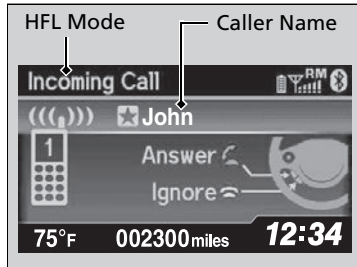 HFL Mode
Caller Name
Incoming Call
RM
John
1
Answer
Ignore
75°F
002300 miles
12:34